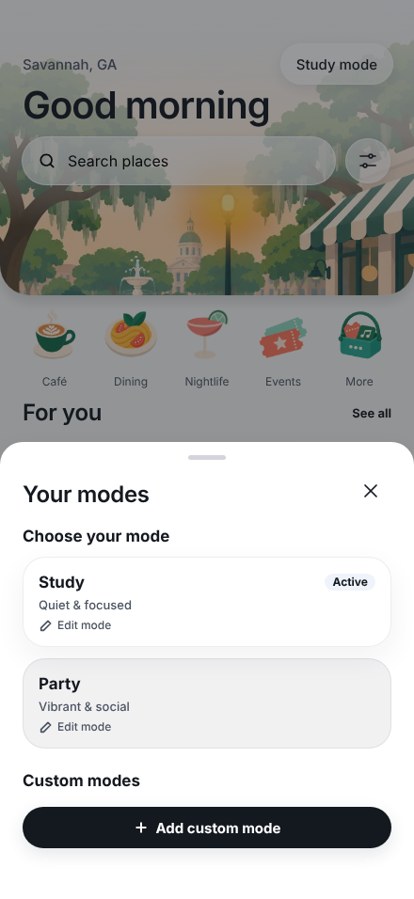 Savannah, GA
Study mode
Good morning
Search places
Café
Dining
Nightlife
Events
More
For you
See all
Your modes
Choose your mode
Study
Active
Quiet & focused
Edit mode
Party
Vibrant & social
Edit mode
Custom modes
+ Add custom mode